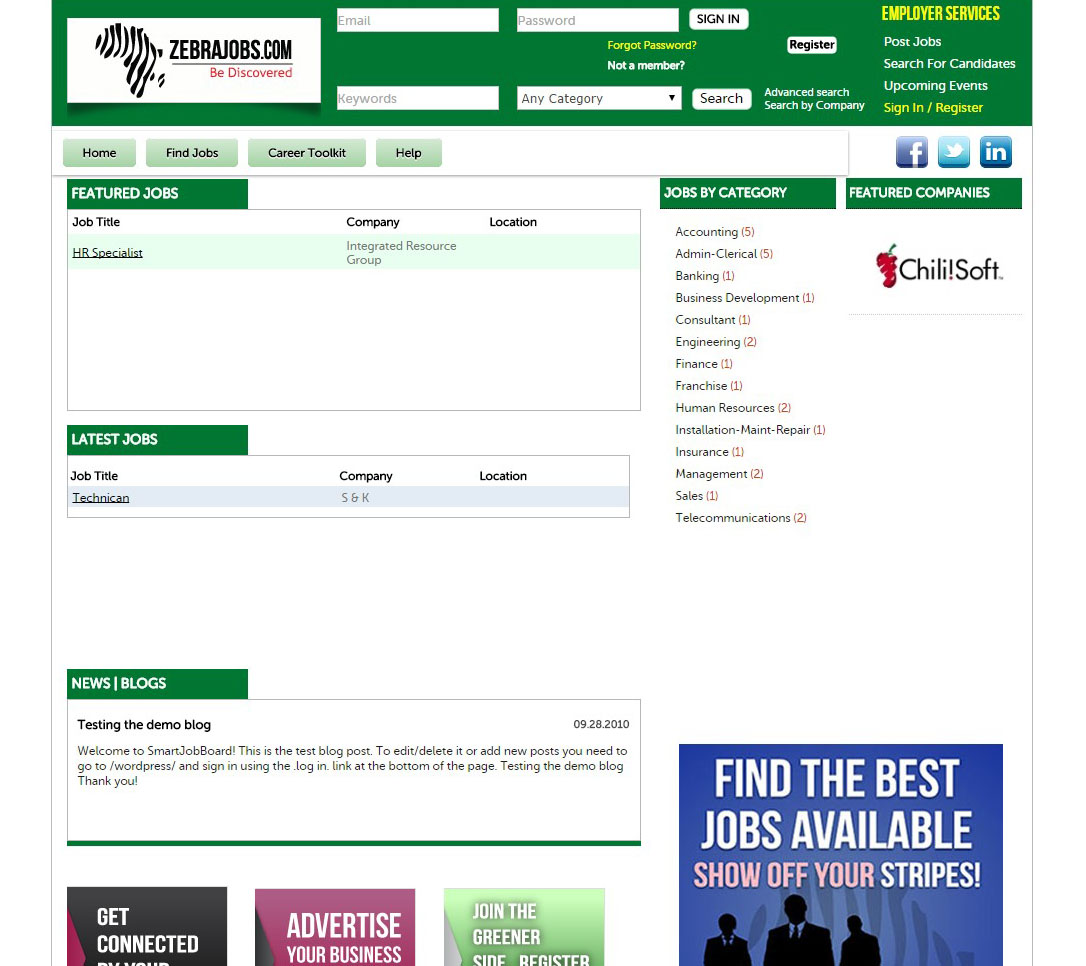 ZEBRAJOBS.COM
Be Discovered
Email
Password
SIGN IN
Forgot Password?
Not a member?
Register
Keywords
Any Category
Search
Advanced search
Search by Company
EMPLOYER SERVICES
Post Jobs
Search For Candidates
Upcoming Events
Sign In / Register
Home
Find Jobs
Career Toolkit
Help
f
in
FEATURED JOBS
Job Title Company Location
HR Specialist Integrated Resource
Group
LATEST JOBS
Job Title Company Location
Technican S & K
NEWS | BLOGS
Testing the demo blog 09.28.2010
Welcome to SmartJobBoard! This is the test blog post. To edit/delete it or add new posts you need to
go to /wordpress/ and sign in using the .log in. link at the bottom of the page. Testing the demo blog
Thank you!
JOBS BY CATEGORY
Accounting (5)
Admin-Clerical (5)
Banking (1)
Business Development (1)
Consultant (1)
Engineering (2)
Finance (1)
Franchise (1)
Human Resources (2)
Installation-Maint-Repair (1)
Insurance (1)
Management (2)
Sales (1)
Telecommunications (2)
FEATURED COMPANIES
Chili!Soft™
FIND THE BEST
JOBS AVAILABLE
SHOW OFF YOUR STRIPES!
GET
CONNECTED
BY YOUR
ADVERTISE
YOUR BUSINESS
JOIN THE
GREENER
SIDE. REGISTER